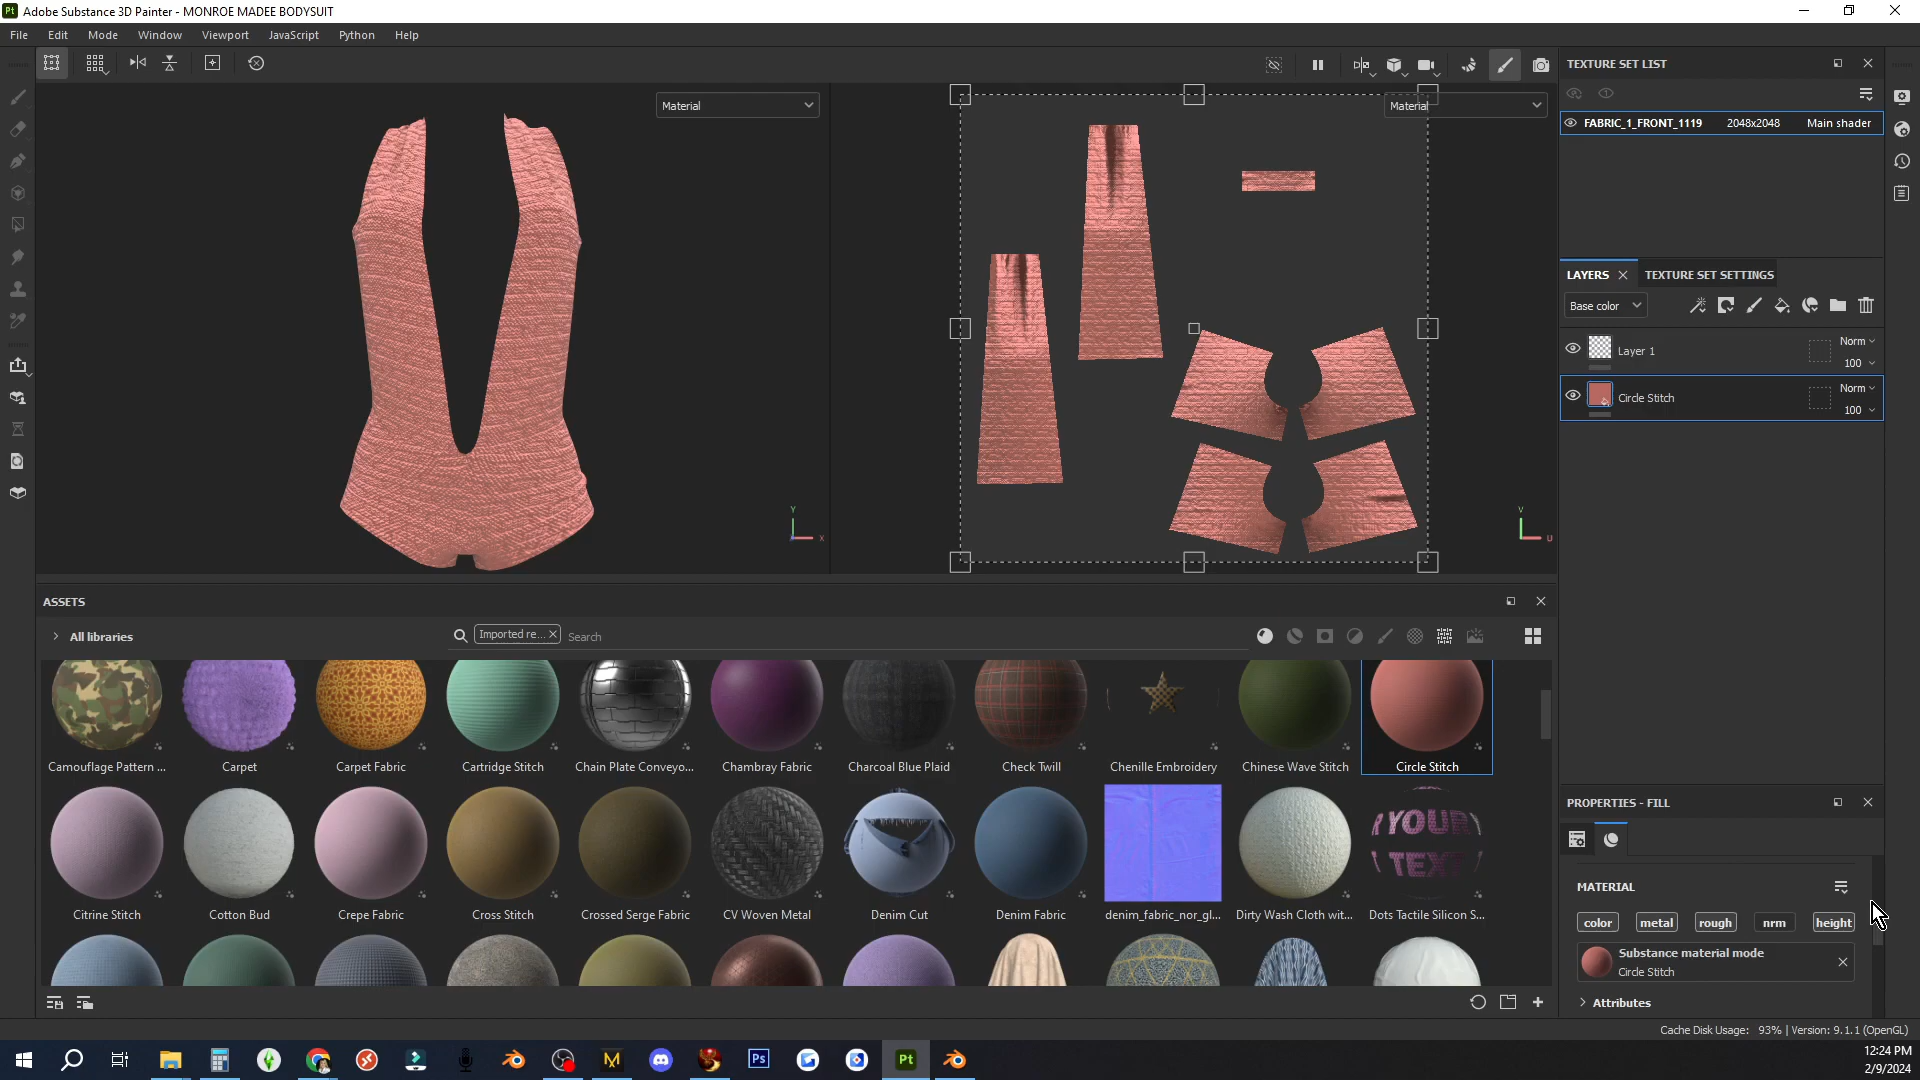 Adobe Substance 3D Painter - MONROE MADEE BODYSUIT
File Edit Mode Window Viewport JavaScript Python Help
Material
Material
Y
X
V
U
TEXTURE SET LIST
FABRIC_1_FRONT_1119 2048x2048 Main shader
LAYERS TEXTURE SET SETTINGS
Base color
Layer 1 Norm
100
Circle Stitch Norm
100
ASSETS
All libraries
Imported re... Search
Camouflage Pattern ... Carpet Carpet Fabric Cartridge Stitch Chain Plate Conveyo... Chambray Fabric Charcoal Blue Plaid Check Twill Chenille Embroidery Chinese Wave Stitch Circle Stitch
YOUR
TEXT
Citrine Stitch Cotton Bud Crepe Fabric Cross Stitch Crossed Serge Fabric CV Woven Metal Denim Cut Denim Fabric denim_fabric_nor_gl... Dirty Wash Cloth wit... Dots Tactile Silicon S...
PROPERTIES - FILL
MATERIAL
color metal rough nrm height
Substance material mode
Circle Stitch
Attributes
Cache Disk Usage: 93% | Version: 9.1.1 (OpenGL)
Pt
Ps
12:24 PM
2/9/2024